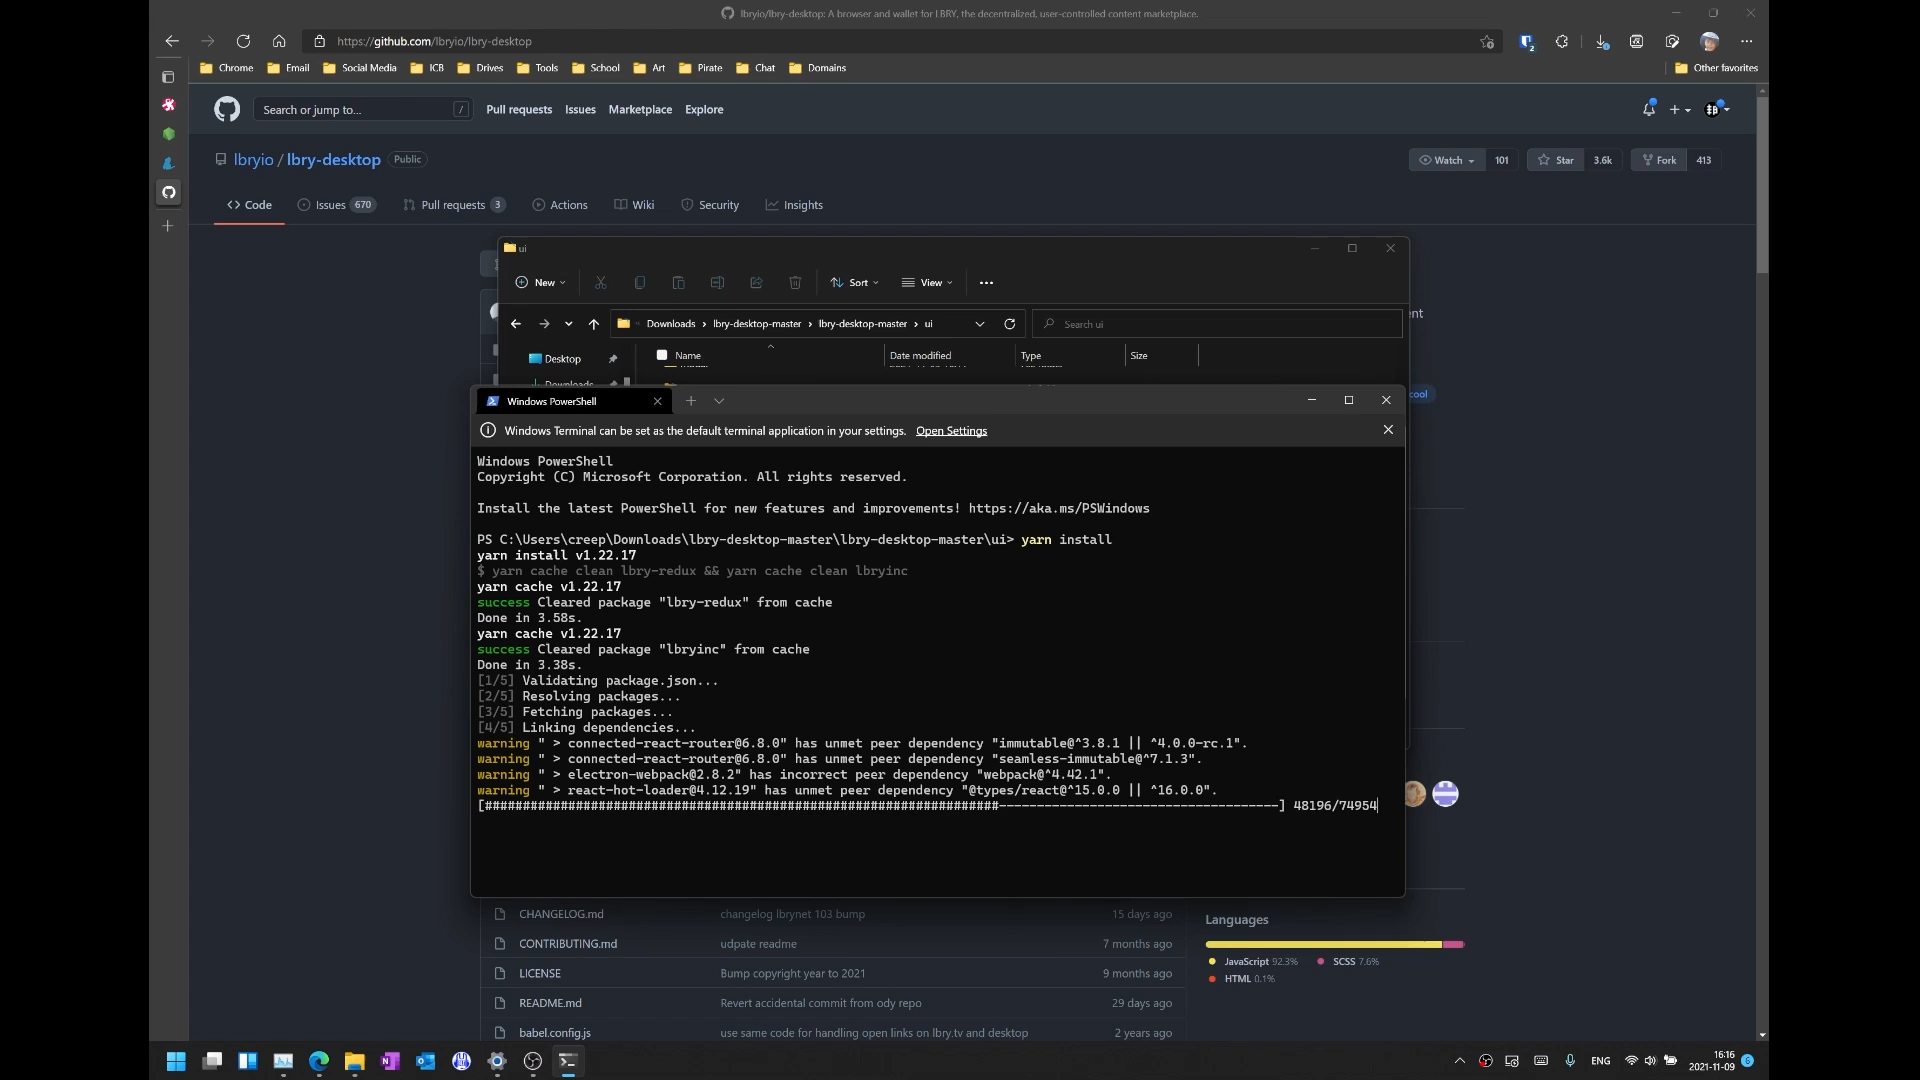 lbryio/lbry-desktop: A browser and wallet for LBRY, the decentralized, user-controlled content marketplace.
https://github.com/lbryio/lbry-desktop
Chrome Email Social Media ICB Drives Tools School Art Pirate Chat Domains Other favorites
Search or jump to... / Pull requests Issues Marketplace Explore
lbryio / lbry-desktop Public
Watch 101 Star 3.6k Fork 413
Code Issues 670 Pull requests 3 Actions Wiki Security Insights
ui
New Sort View
Downloads lbry-desktop-master lbry-desktop-master ui Search ui
Desktop Name Date modified Type Size
Downloads
cool
Windows PowerShell
Windows Terminal can be set as the default terminal application in your settings. Open Settings
Windows PowerShell
Copyright (C) Microsoft Corporation. All rights reserved.
Install the latest PowerShell for new features and improvements! https://aka.ms/PSWindows
PS C:\Users\creep\Downloads\lbry-desktop-master\lbry-desktop-master\ui> yarn install
yarn install v1.22.17
$ yarn cache clean lbry-redux && yarn cache clean lbryinc
yarn cache v1.22.17
success Cleared package "lbry-redux" from cache
Done in 3.58s.
yarn cache v1.22.17
success Cleared package "lbryinc" from cache
Done in 3.38s.
[1/5] Validating package.json...
[2/5] Resolving packages...
[3/5] Fetching packages...
[4/5] Linking dependencies...
warning " > connected-react-router@6.8.0" has unmet peer dependency "immutable@^3.8.1 || ^4.0.0-rc.1".
warning " > connected-react-router@6.8.0" has unmet peer dependency "seamless-immutable@^7.1.3".
warning " > electron-webpack@2.8.2" has incorrect peer dependency "webpack@^4.42.1".
warning " > react-hot-loader@4.12.19" has unmet peer dependency "@types/react@^15.0.0 || ^16.0.0".
[####################################################################-------------------------------------] 48196/74954
CHANGELOG.md changelog lbrynet 103 bump 15 days ago
CONTRIBUTING.md udpate readme 7 months ago
LICENSE Bump copyright year to 2021 9 months ago
README.md Revert accidental commit from ody repo 29 days ago
babel.config.js use same code for handling open links on lbry.tv and desktop 2 years ago
Languages
JavaScript 92.3% SCSS 7.6%
HTML 0.1%
ENG 16:16
2021-11-09 6